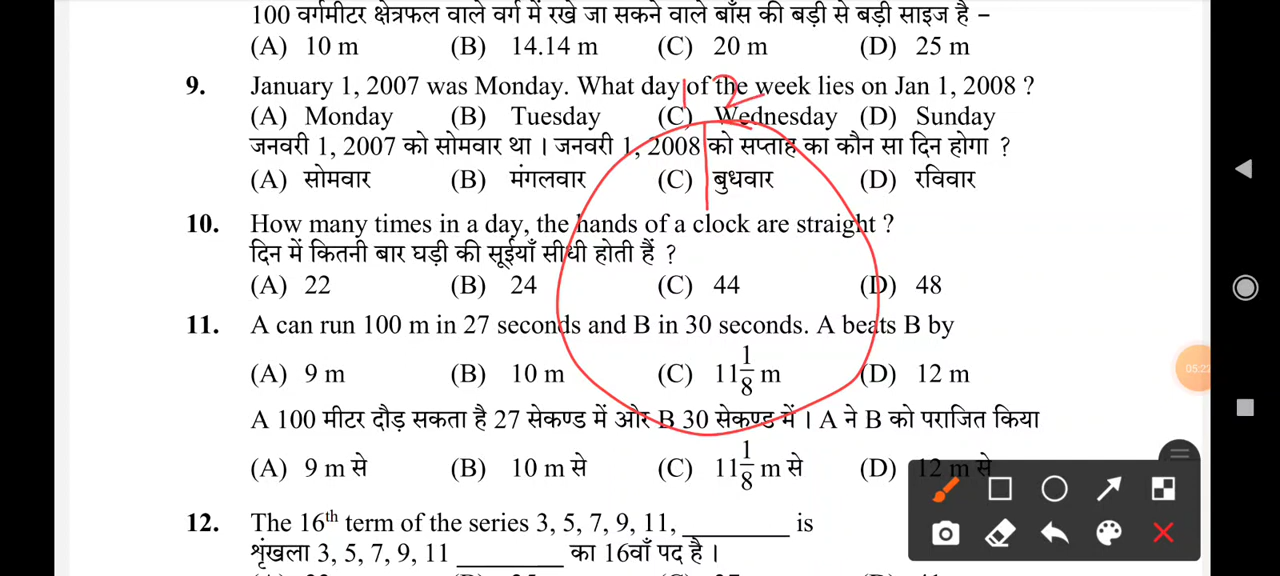 100 वर्गमीटर क्षेत्रफल वाले वर्ग में रखे जा सकने वाले बाँस की बड़ी से बड़ी साइज है –
(A) 10 m (B) 14.14 m (C) 20 m (D) 25 m
12
9. January 1, 2007 was Monday. What day of the week lies on Jan 1, 2008 ?
(A) Monday (B) Tuesday (C) Wednesday (D) Sunday
जनवरी 1, 2007 को सोमवार था । जनवरी 1, 2008 को सप्ताह का कौन सा दिन होगा ?
(A) सोमवार (B) मंगलवार (C) बुधवार (D) रविवार
10. How many times in a day, the hands of a clock are straight ?
दिन में कितनी बार घड़ी की सूईयाँ सीधी होती हैं ?
(A) 22 (B) 24 (C) 44 (D) 48
11. A can run 100 m in 27 seconds and B in 30 seconds. A beats B by
(A) 9 m (B) 10 m (C) 11 1/8 m (D) 12 m
A 100 मीटर दौड़ सकता है 27 सेकण्ड में और B 30 सेकण्ड में । A ने B को पराजित किया
(A) 9 m से (B) 10 m से (C) 11 1/8 m से (D) 12 m से
12. The 16th term of the series 3, 5, 7, 9, 11, _________ is
शृंखला 3, 5, 7, 9, 11 _________ का 16वाँ पद है ।